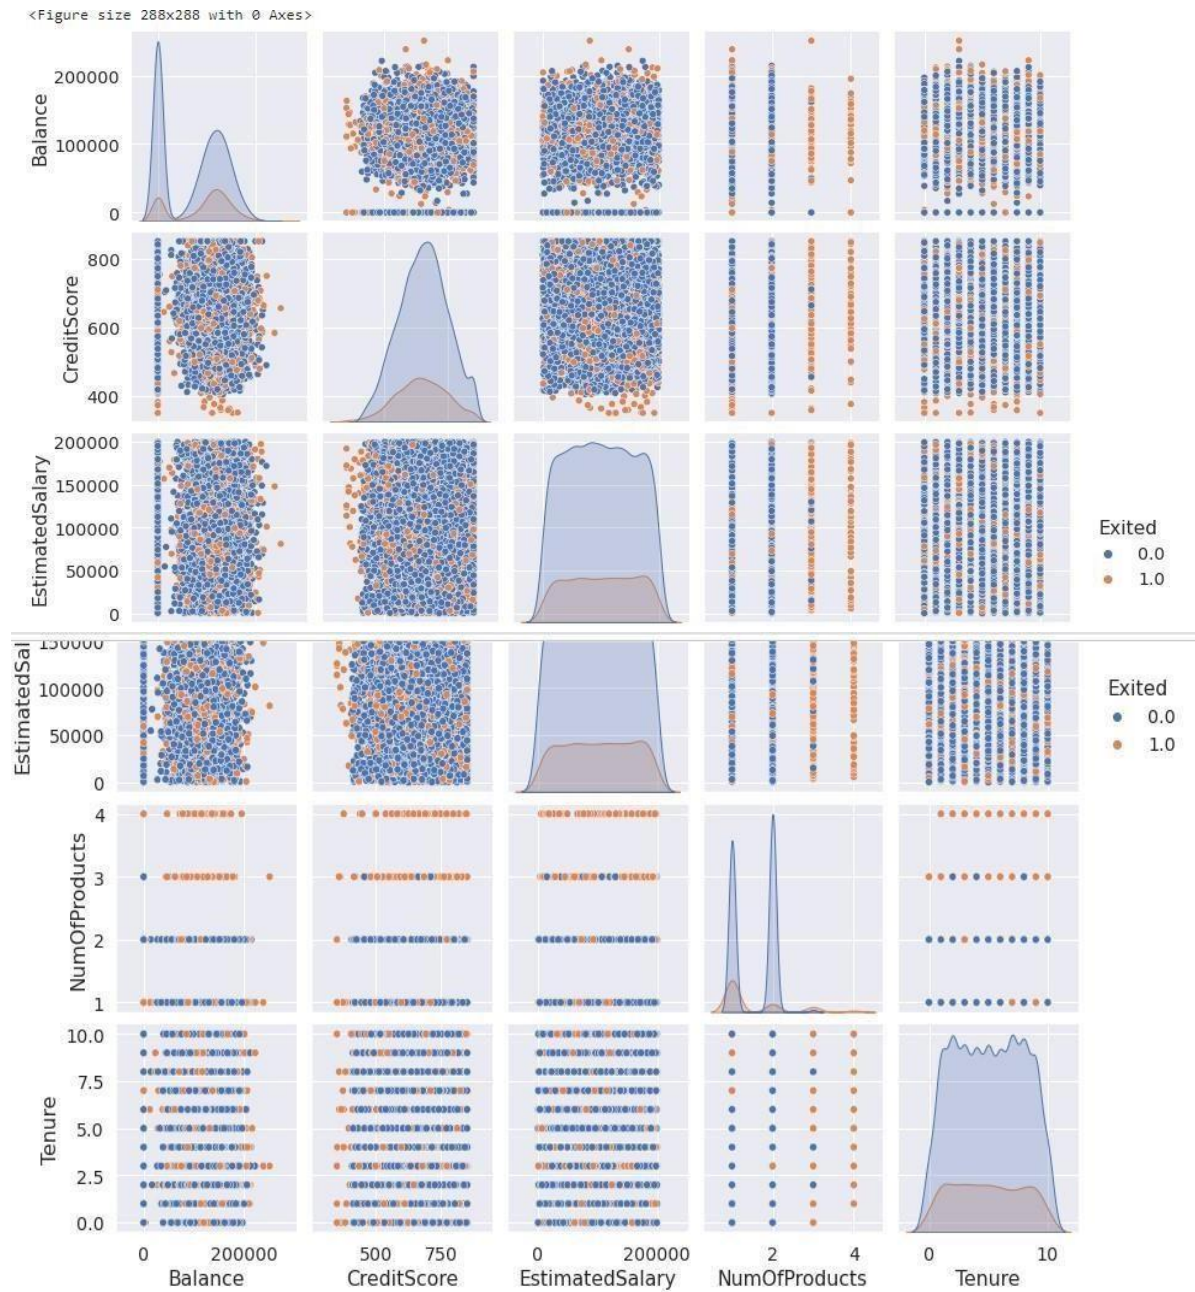 <Figure size 288x288 with 0 Axes>
200000
100000
0
Balance
800
600
400
CreditScore
200000
150000
100000
50000
0
EstimatedSalary
Exited
0.0
1.0
150000
100000
50000
0
EstimatedSal
Exited
0.0
1.0
4
3
2
1
NumOfProducts
10.0
7.5
5.0
2.5
0.0
Tenure
0 200000 500 750 0 200000 2 4 0 10
Balance CreditScore EstimatedSalary NumOfProducts Tenure